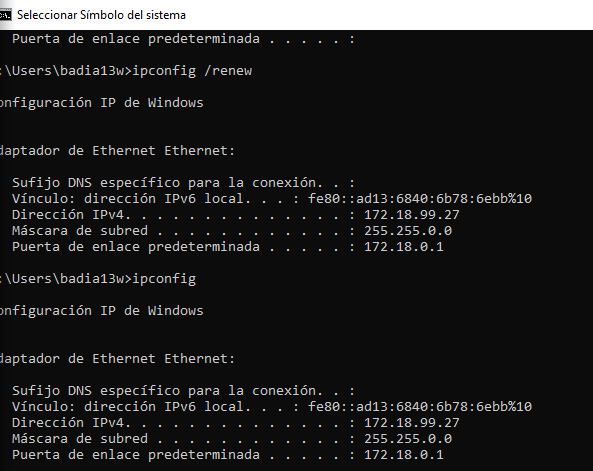 Seleccionar Símbolo del sistema
Puerta de enlace predeterminada . . . . . :
:\Users\badia13w>ipconfig /renew
onfiguración IP de Windows
daptador de Ethernet Ethernet:
Sufijo DNS específico para la conexión. . :
Vínculo: dirección IPv6 local. . . : fe80::ad13:6840:6b78:6ebb%10
Dirección IPv4. . . . . . . . . . . . . . : 172.18.99.27
Máscara de subred . . . . . . . . . . . . : 255.255.0.0
Puerta de enlace predeterminada . . . . . : 172.18.0.1
:\Users\badia13w>ipconfig
onfiguración IP de Windows
daptador de Ethernet Ethernet:
Sufijo DNS específico para la conexión. . :
Vínculo: dirección IPv6 local. . . : fe80::ad13:6840:6b78:6ebb%10
Dirección IPv4. . . . . . . . . . . . . . : 172.18.99.27
Máscara de subred . . . . . . . . . . . . : 255.255.0.0
Puerta de enlace predeterminada . . . . . : 172.18.0.1